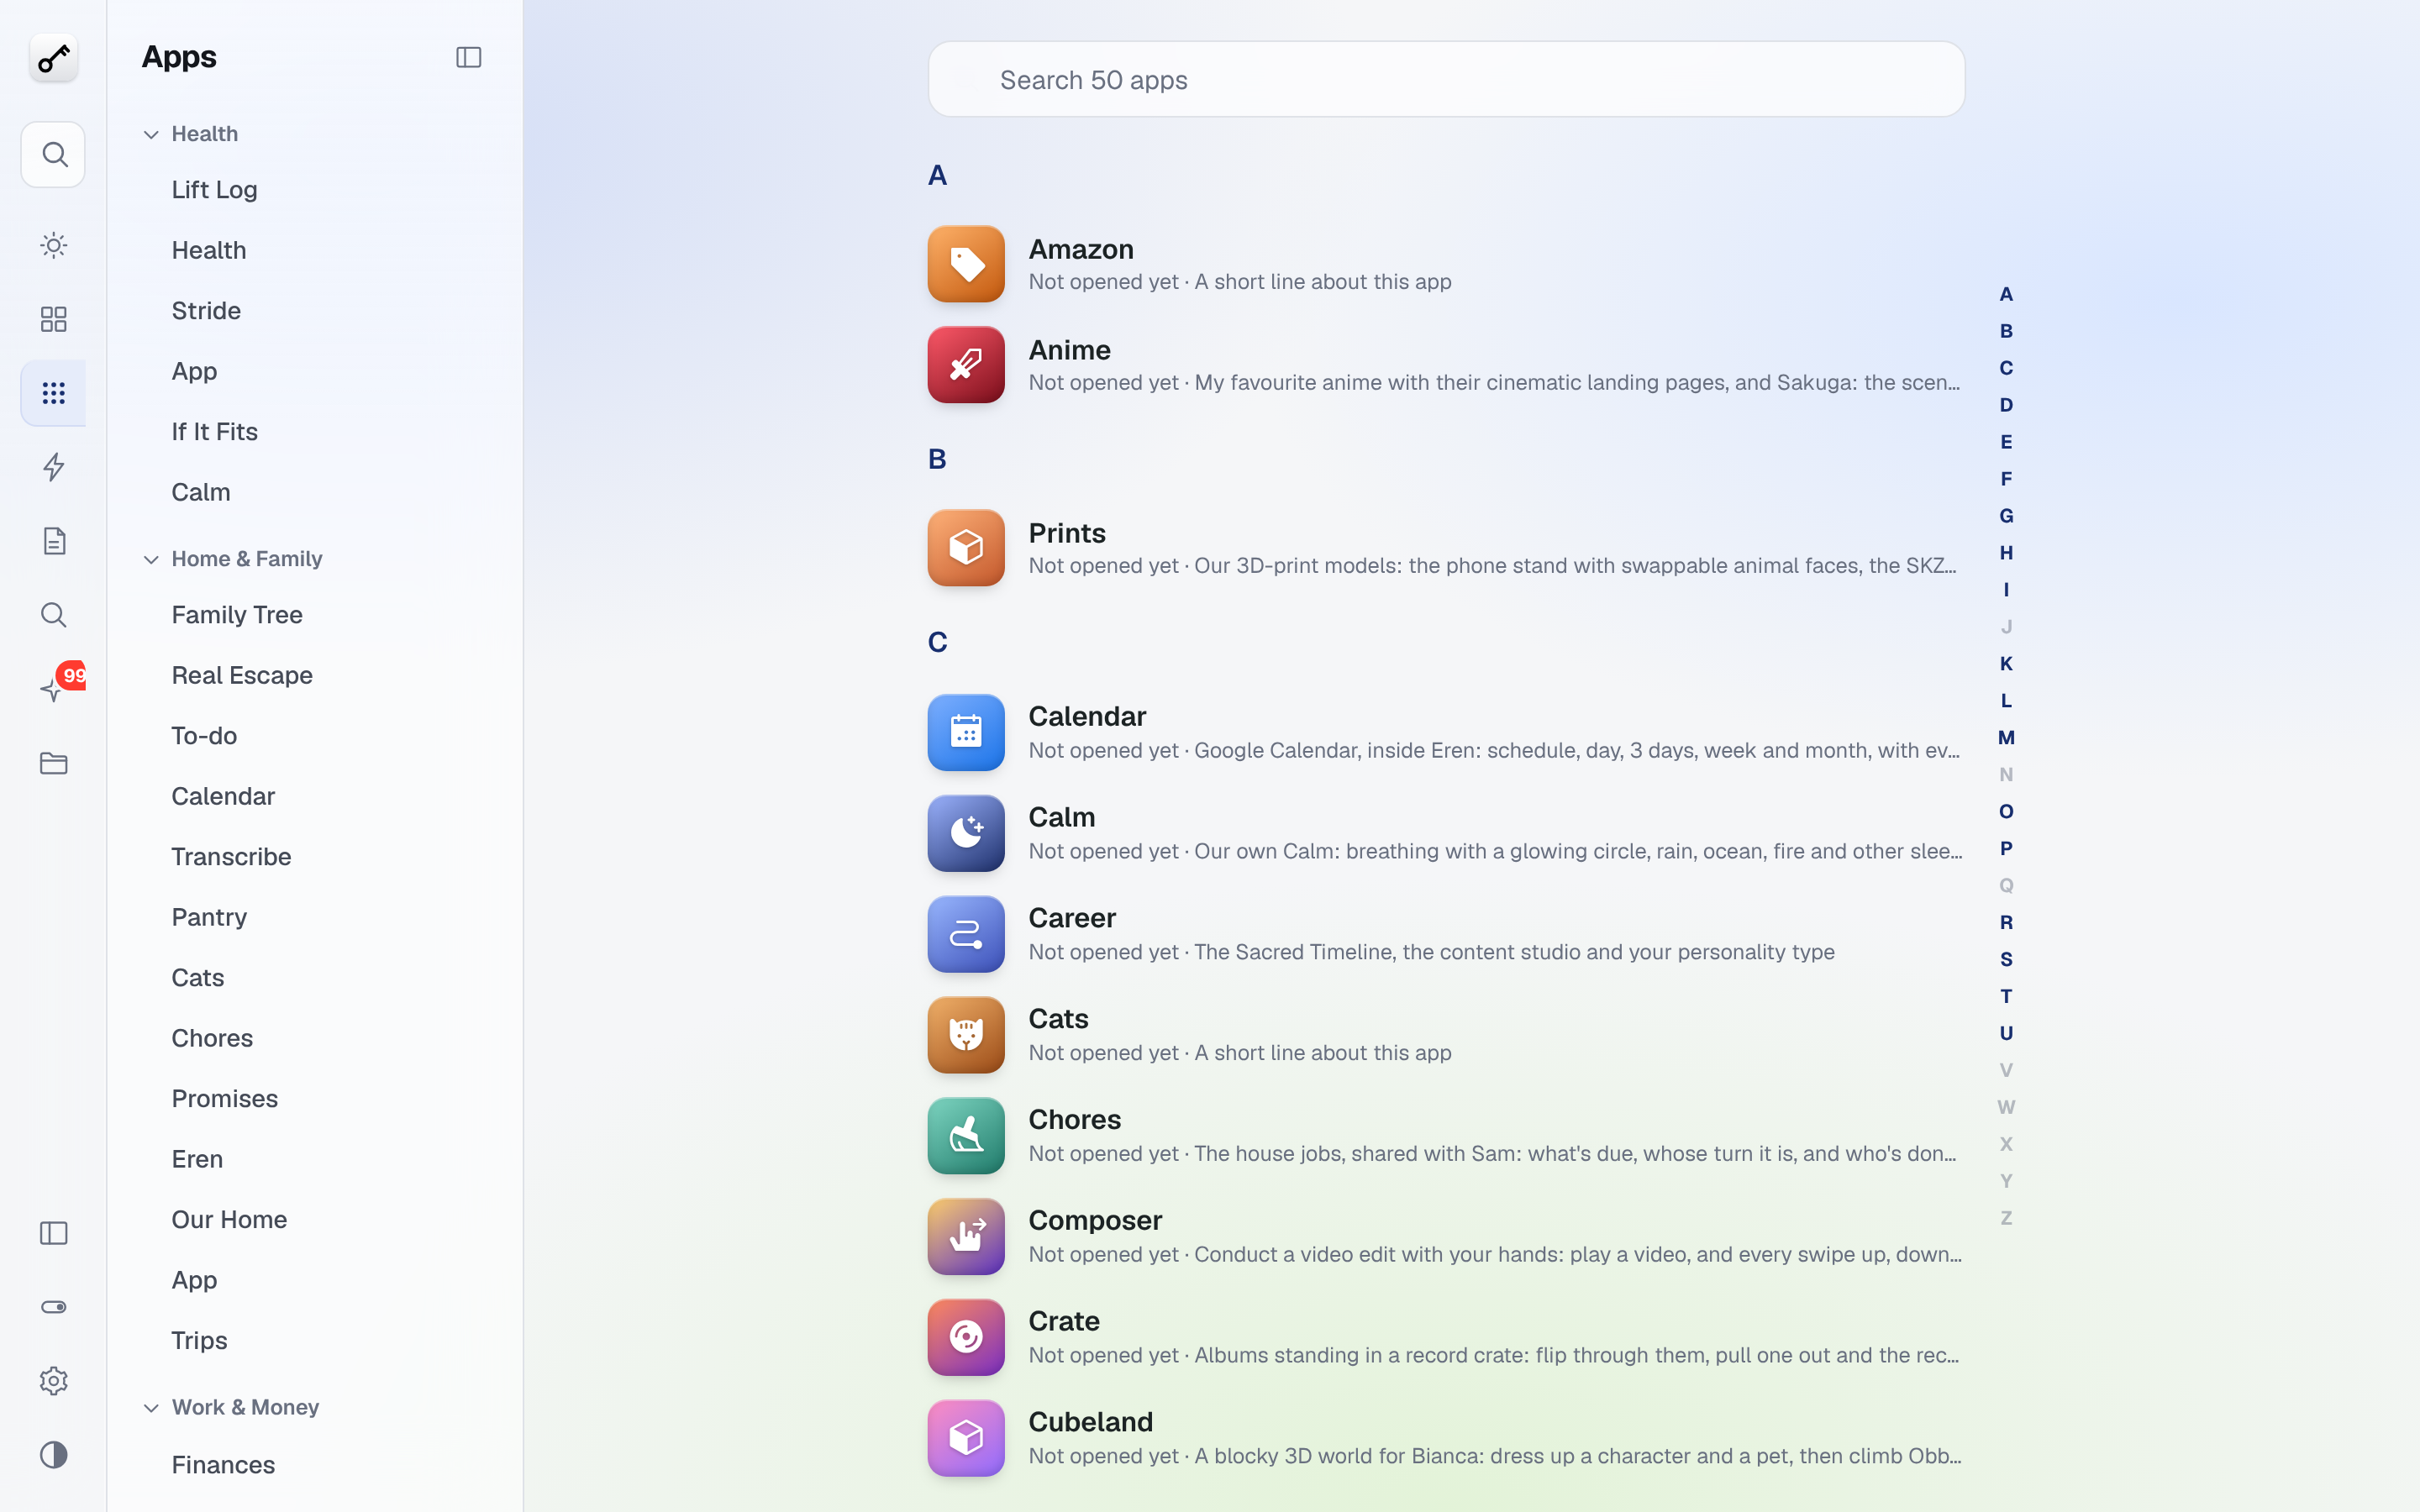 Apps
Health
Lift Log
Health
Stride
App
If It Fits
Calm
Home & Family
Family Tree
Real Escape
To-do
Calendar
Transcribe
Pantry
Cats
Chores
Promises
Eren
Our Home
App
Trips
Work & Money
Finances
99
Search 50 apps
A
Amazon
Not opened yet · A short line about this app
Anime
Not opened yet · My favourite anime with their cinematic landing pages, and Sakuga: the scen...
B
Prints
Not opened yet · Our 3D-print models: the phone stand with swappable animal faces, the SKZ...
C
Calendar
Not opened yet · Google Calendar, inside Eren: schedule, day, 3 days, week and month, with ev...
Calm
Not opened yet · Our own Calm: breathing with a glowing circle, rain, ocean, fire and other slee...
Career
Not opened yet · The Sacred Timeline, the content studio and your personality type
Cats
Not opened yet · A short line about this app
Chores
Not opened yet · The house jobs, shared with Sam: what's due, whose turn it is, and who's don...
Composer
Not opened yet · Conduct a video edit with your hands: play a video, and every swipe up, down...
Crate
Not opened yet · Albums standing in a record crate: flip through them, pull one out and the rec...
Cubeland
Not opened yet · A blocky 3D world for Bianca: dress up a character and a pet, then climb Obb...
A
B
C
D
E
F
G
H
I
J
K
L
M
N
O
P
Q
R
S
T
U
V
W
X
Y
Z